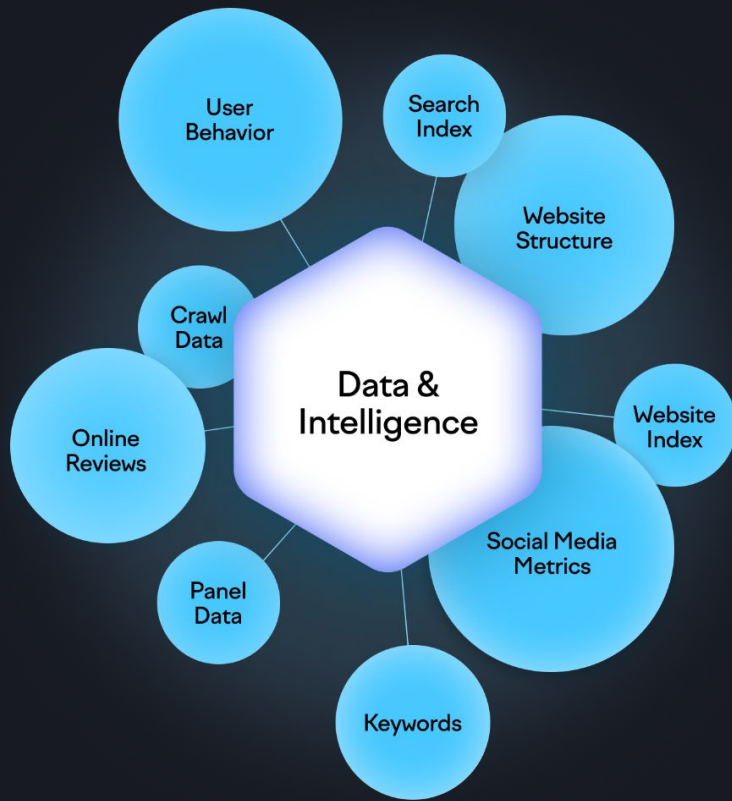 User
Behavior
Search
Index
Website
Structure
Crawl
Data
Data &
Intelligence
Online
Reviews
Website
Index
Social Media
Metrics
Panel
Data
Keywords